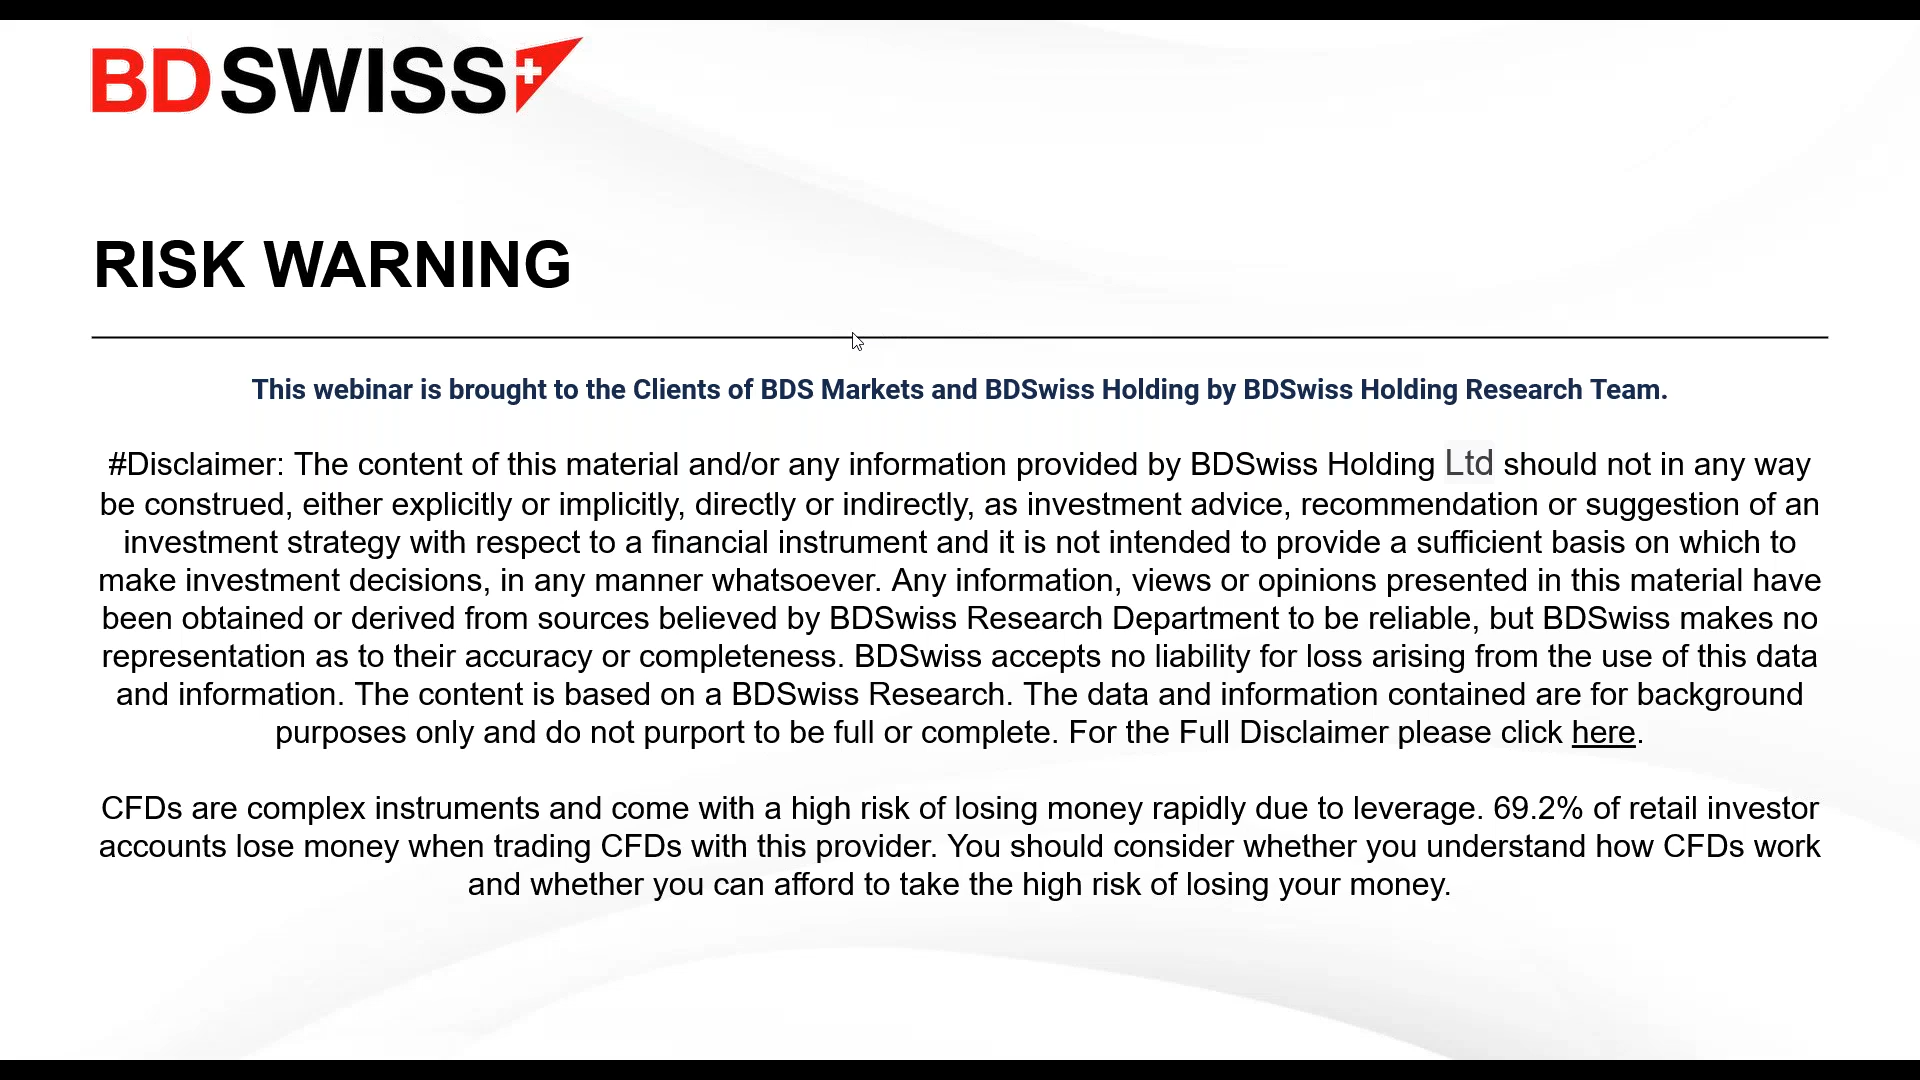 BDSWISS
RISK WARNING
This webinar is brought to the Clients of BDS Markets and BDSwiss Holding by BDSwiss Holding Research Team.
#Disclaimer: The content of this material and/or any information provided by BDSwiss Holding Ltd should not in any way
be construed, either explicitly or implicitly, directly or indirectly, as investment advice, recommendation or suggestion of an
investment strategy with respect to a financial instrument and it is not intended to provide a sufficient basis on which to
make investment decisions, in any manner whatsoever. Any information, views or opinions presented in this material have
been obtained or derived from sources believed by BDSwiss Research Department to be reliable, but BDSwiss makes no
representation as to their accuracy or completeness. BDSwiss accepts no liability for loss arising from the use of this data
and information. The content is based on a BDSwiss Research. The data and information contained are for background
purposes only and do not purport to be full or complete. For the Full Disclaimer please click here.
CFDs are complex instruments and come with a high risk of losing money rapidly due to leverage. 69.2% of retail investor
accounts lose money when trading CFDs with this provider. You should consider whether you understand how CFDs work
and whether you can afford to take the high risk of losing your money.